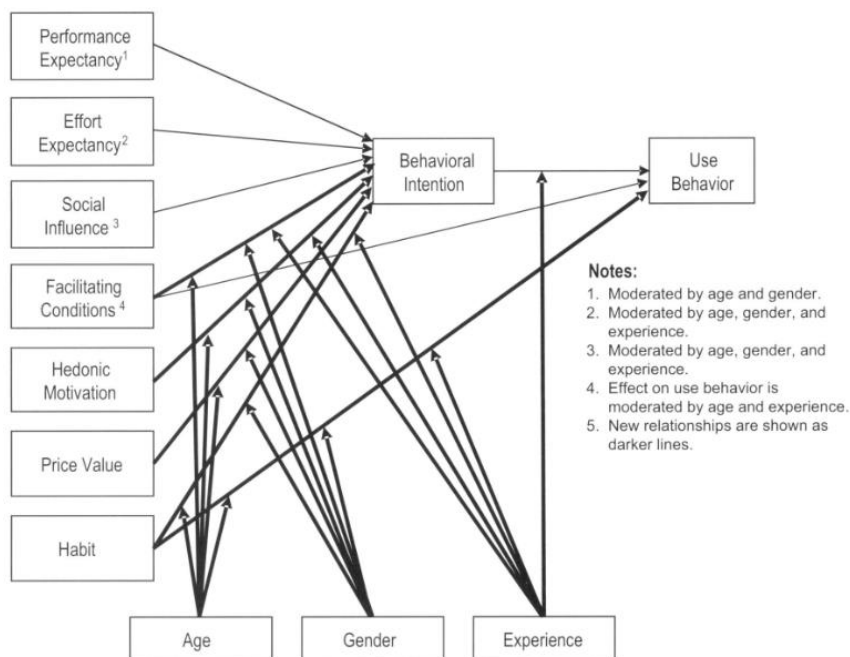 Performance
Expectancy1
Effort
Expectancy2
Behavioral
Intention
Use
Behavior
Social
Influence 3
Facilitating
Conditions 4
Hedonic
Motivation
Price Value
Habit
Notes:
1. Moderated by age and gender.
2. Moderated by age, gender, and
experience.
3. Moderated by age, gender, and
experience.
4. Effect on use behavior is
moderated by age and experience.
5. New relationships are shown as
darker lines.
Age
Gender
Experience